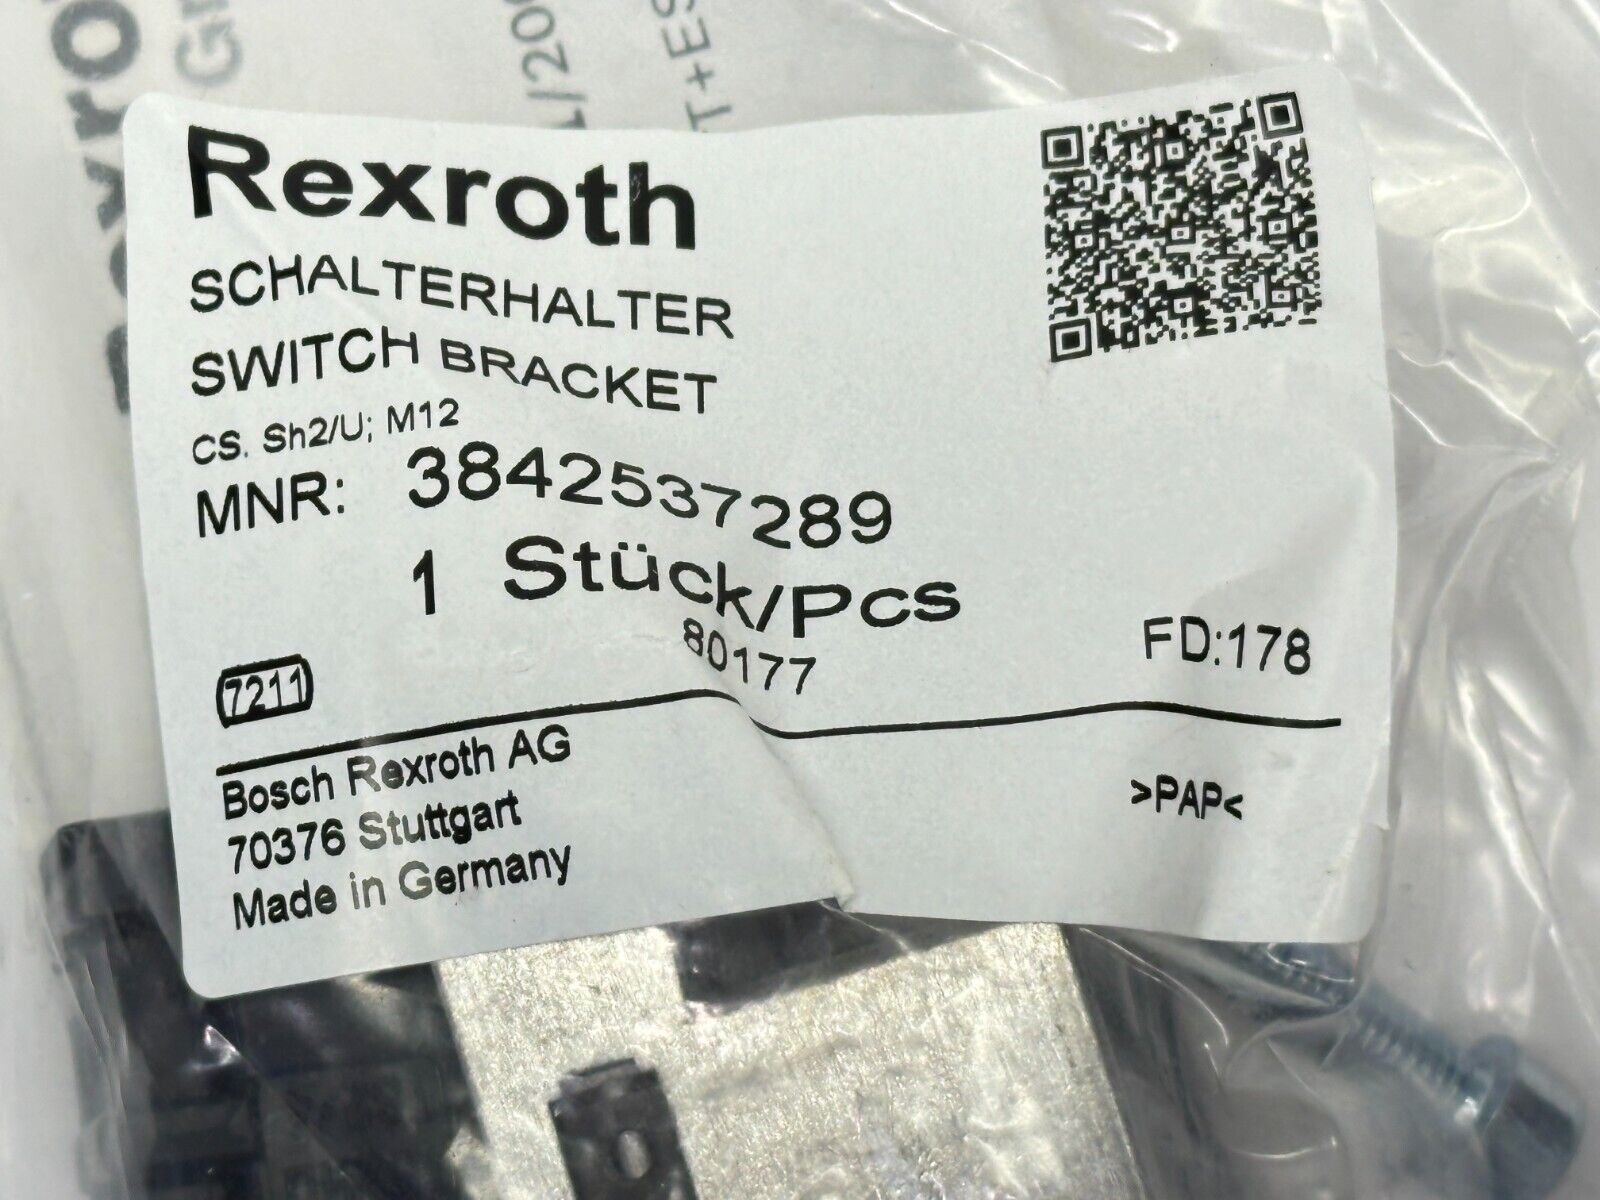 Rexroth
SCHALTERHALTER
SWITCH BRACKET
CS. Sh2/U; M12
MNR: 3842537289
1 Stück/Pcs
80177
FD:178
7211
Bosch Rexroth AG
70376 Stuttgart
Made in Germany
>PAP<